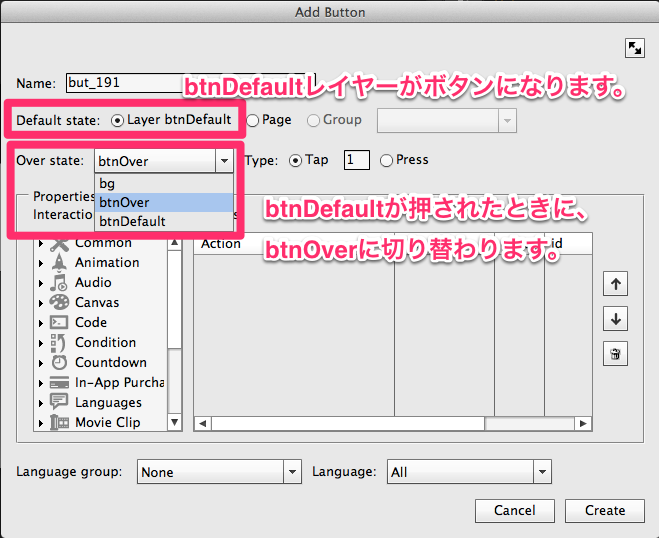 Add Button
Name: but_191
btnDefaultレイヤーがボタンになります。
Default state: Layer btnDefault Page Group
Over state: btnOver Type: Tap 1 Press
bg
btnOver
btnDefault
Properties
Interactio s
btnDefaultが押されたときに、
btnOverに切り替わります。
Action id
Common
Animation
Audio
Canvas
Code
Condition
Countdown
In-App Purcha
Languages
Movie Clip
Language group: None Language: All
Cancel Create